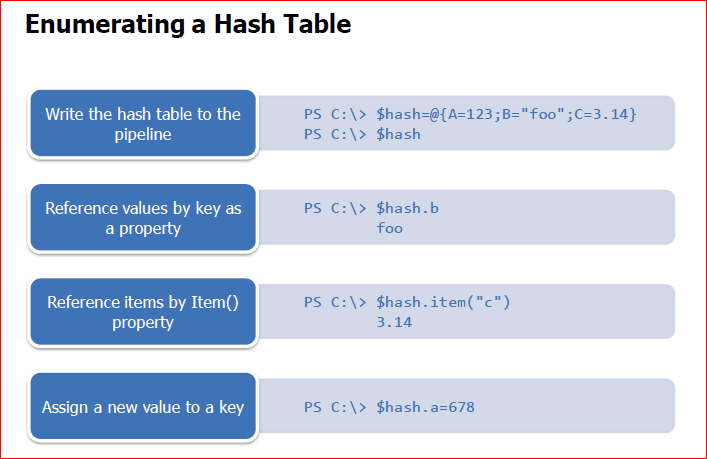 Enumerating a Hash Table
Write the hash table to the
pipeline
PS C:\> $hash=@{A=123;B="foo";C=3.14}
PS C:\> $hash
Reference values by key as
a property
PS C:\> $hash.b
foo
Reference items by Item()
property
PS C:\> $hash.item("c")
3.14
Assign a new value to a key
PS C:\> $hash.a=678